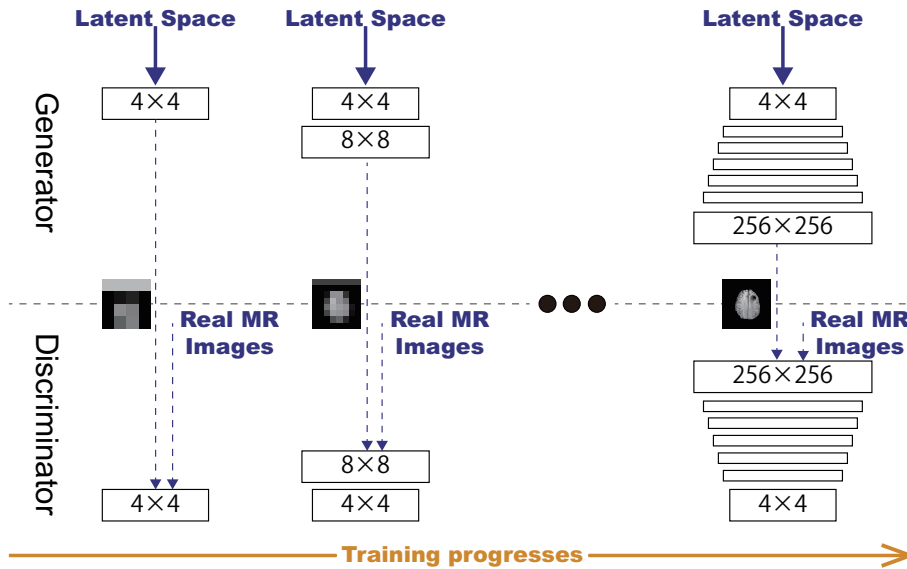 Latent Space
Latent Space
Latent Space
Generator
4×4
4×4
8×8
4×4
256×256
Real MR
Images
Real MR
Images
Real MR
Images
Discriminator
4×4
8×8
4×4
256×256
4×4
Training progresses